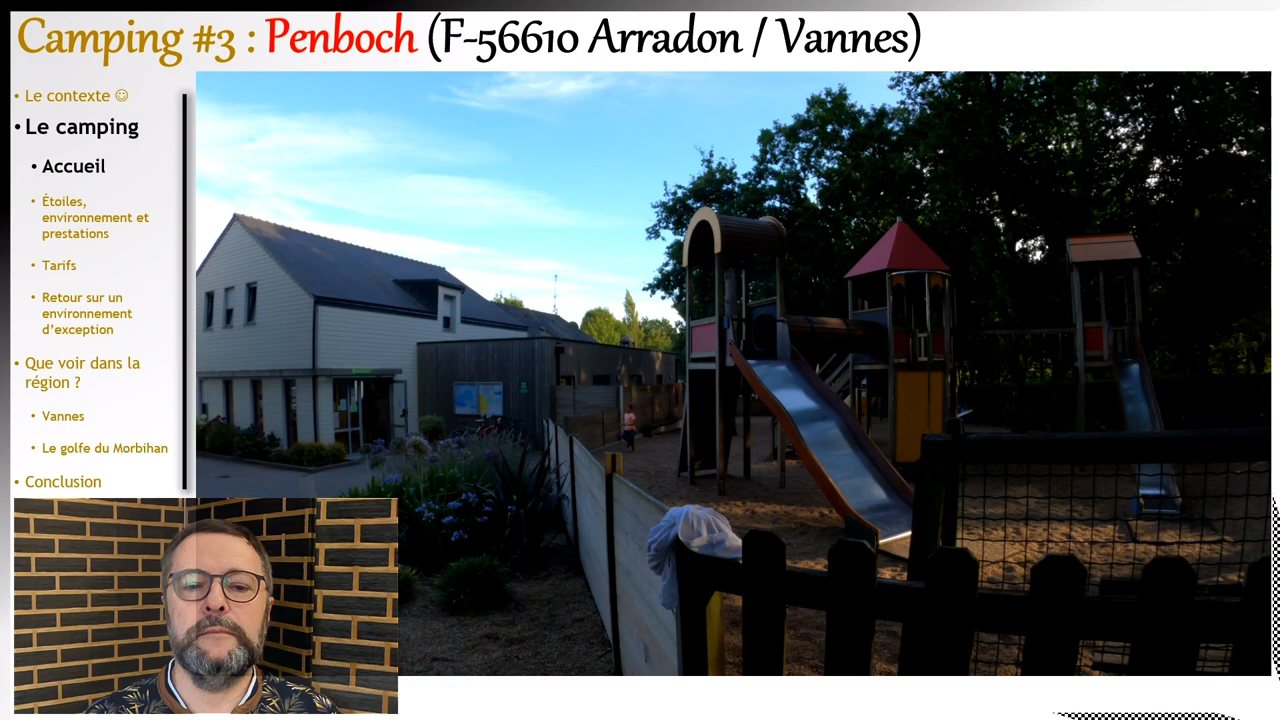 Camping #3 : Penboch (F-56610 Arradon / Vannes)
• Le contexte ☺
• Le camping
• Accueil
• Étoiles,
environnement et
prestations
• Tarifs
• Retour sur un
environnement
d'exception
• Que voir dans la
région ?
• Vannes
• Le golfe du Morbihan
• Conclusion